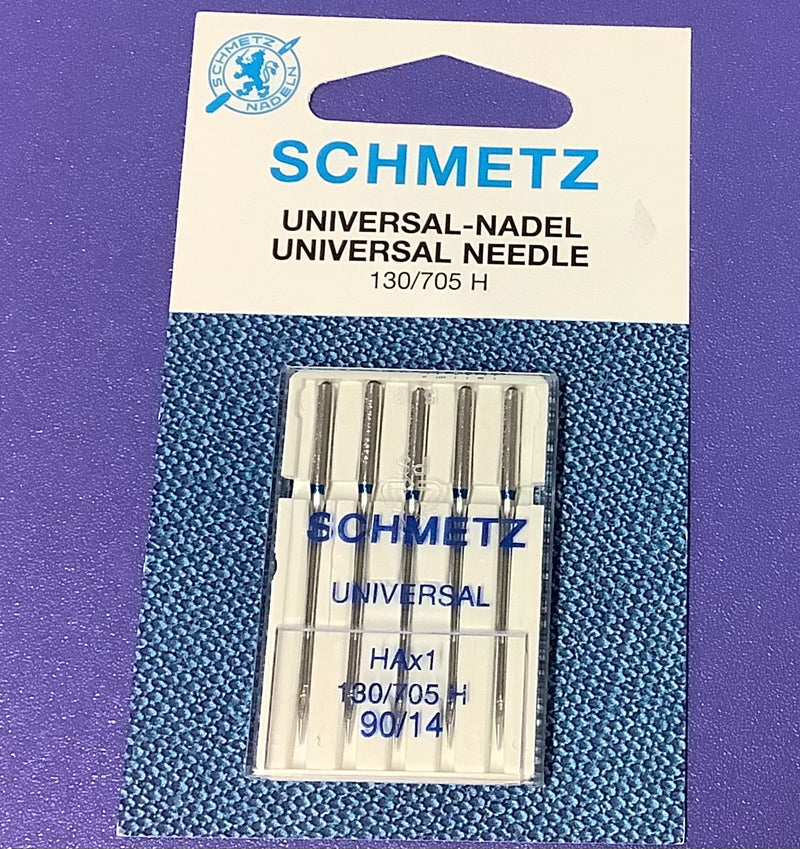 SCHMETZ
NADELN
SCHMETZ
UNIVERSAL-NADEL
UNIVERSAL NEEDLE
130/705 H
SCHMETZ
UNIVERSAL
HAx1
130/705 H
90/14